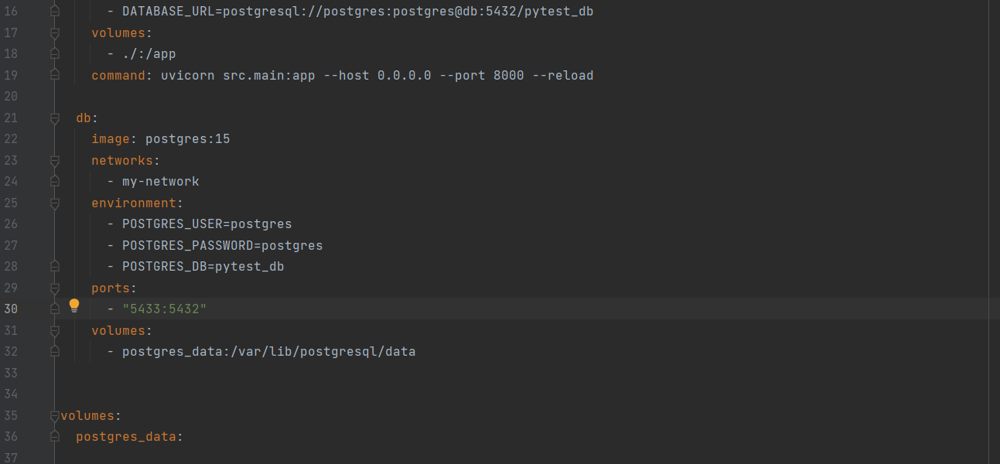 16 - DATABASE_URL=postgresql://postgres:postgres@db:5432/pytest_db
17 volumes:
18 - ./:/app
19 command: uvicorn src.main:app --host 0.0.0.0 --port 8000 --reload
20
21 db:
22 image: postgres:15
23 networks:
24 - my-network
25 environment:
26 - POSTGRES_USER=postgres
27 - POSTGRES_PASSWORD=postgres
28 - POSTGRES_DB=pytest_db
29 ports:
30 - "5433:5432"
31 volumes:
32 - postgres_data:/var/lib/postgresql/data
33
34
35 volumes:
36 postgres_data:
37